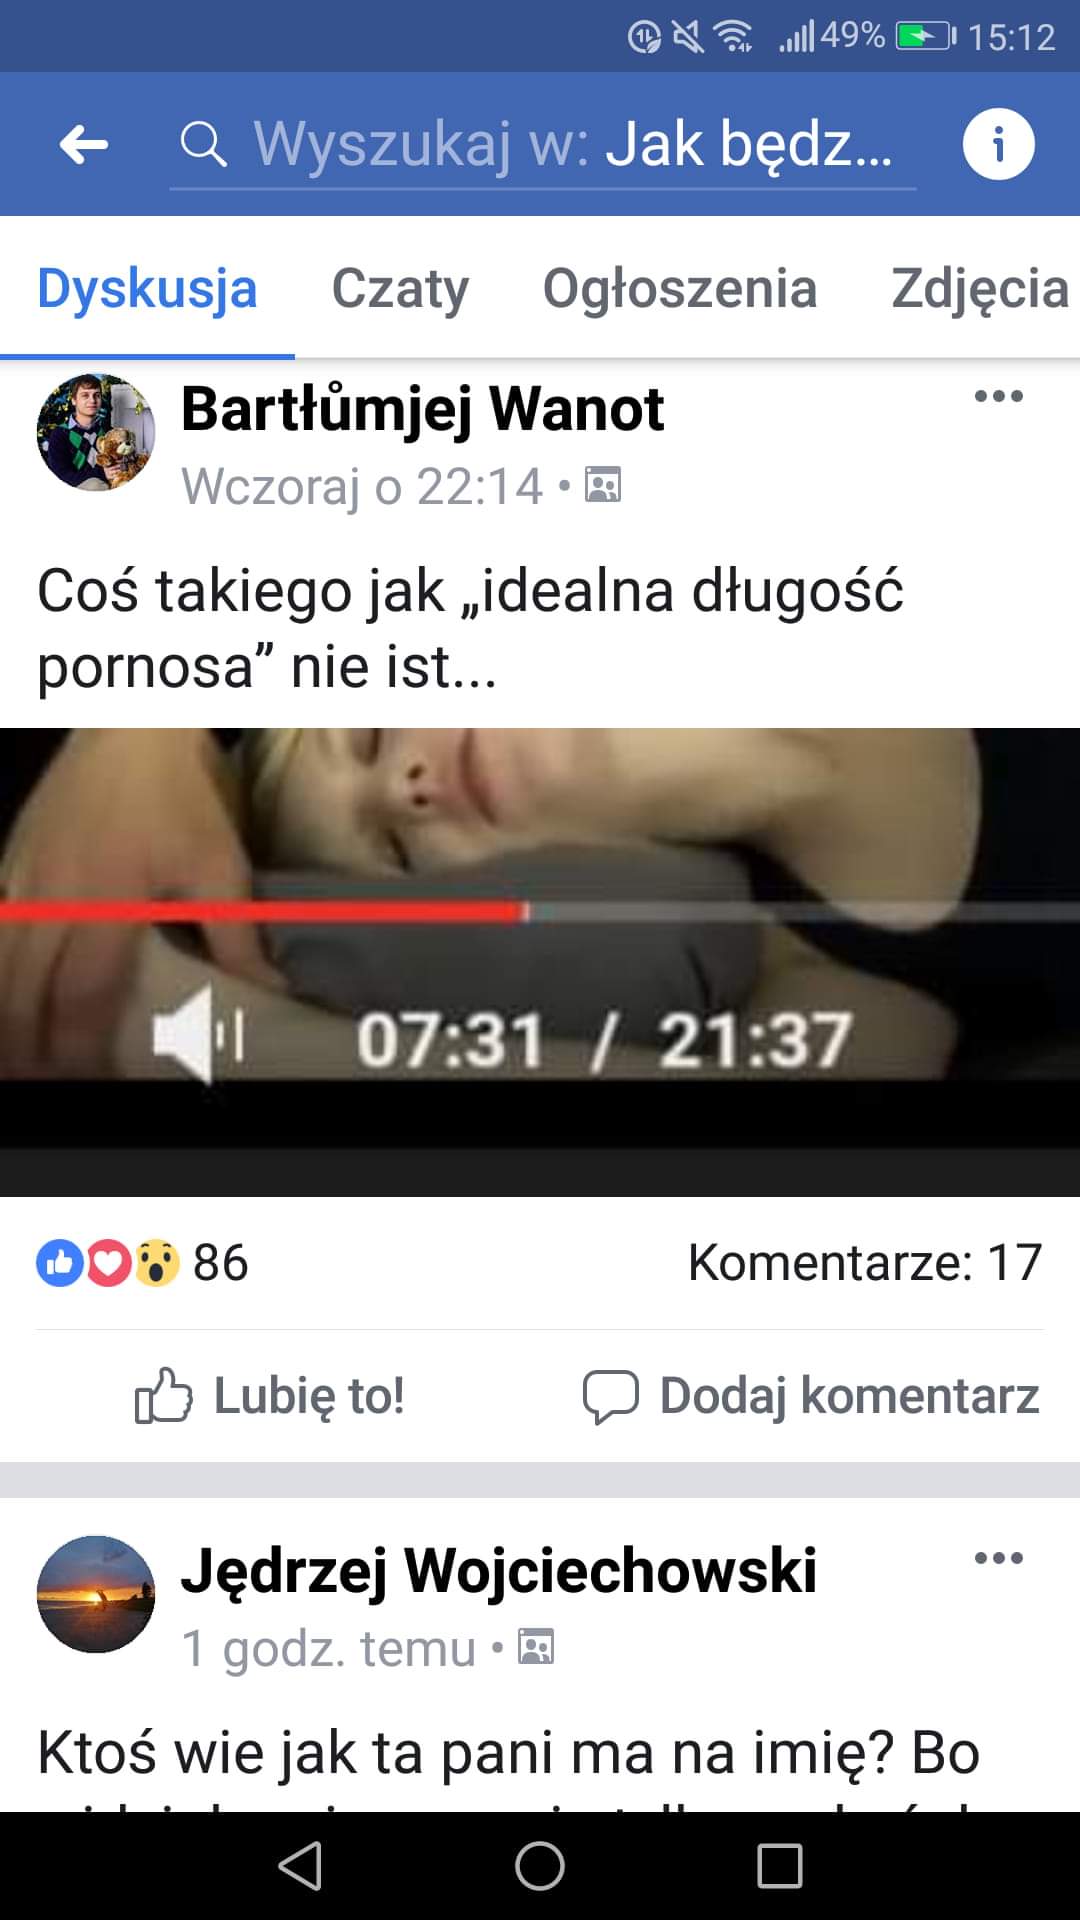 49% 15:12
Wyszukaj w: Jak będz...
Dyskusja Czaty Ogłoszenia Zdjęcia
Bartłůmjej Wanot
Wczoraj o 22:14
Coś takiego jak „idealna długość
pornosa” nie ist...
07:31 / 21:37
86 Komentarze: 17
Lubię to! Dodaj komentarz
Jędrzej Wojciechowski
1 godz. temu
Ktoś wie jak ta pani ma na imię? Bo